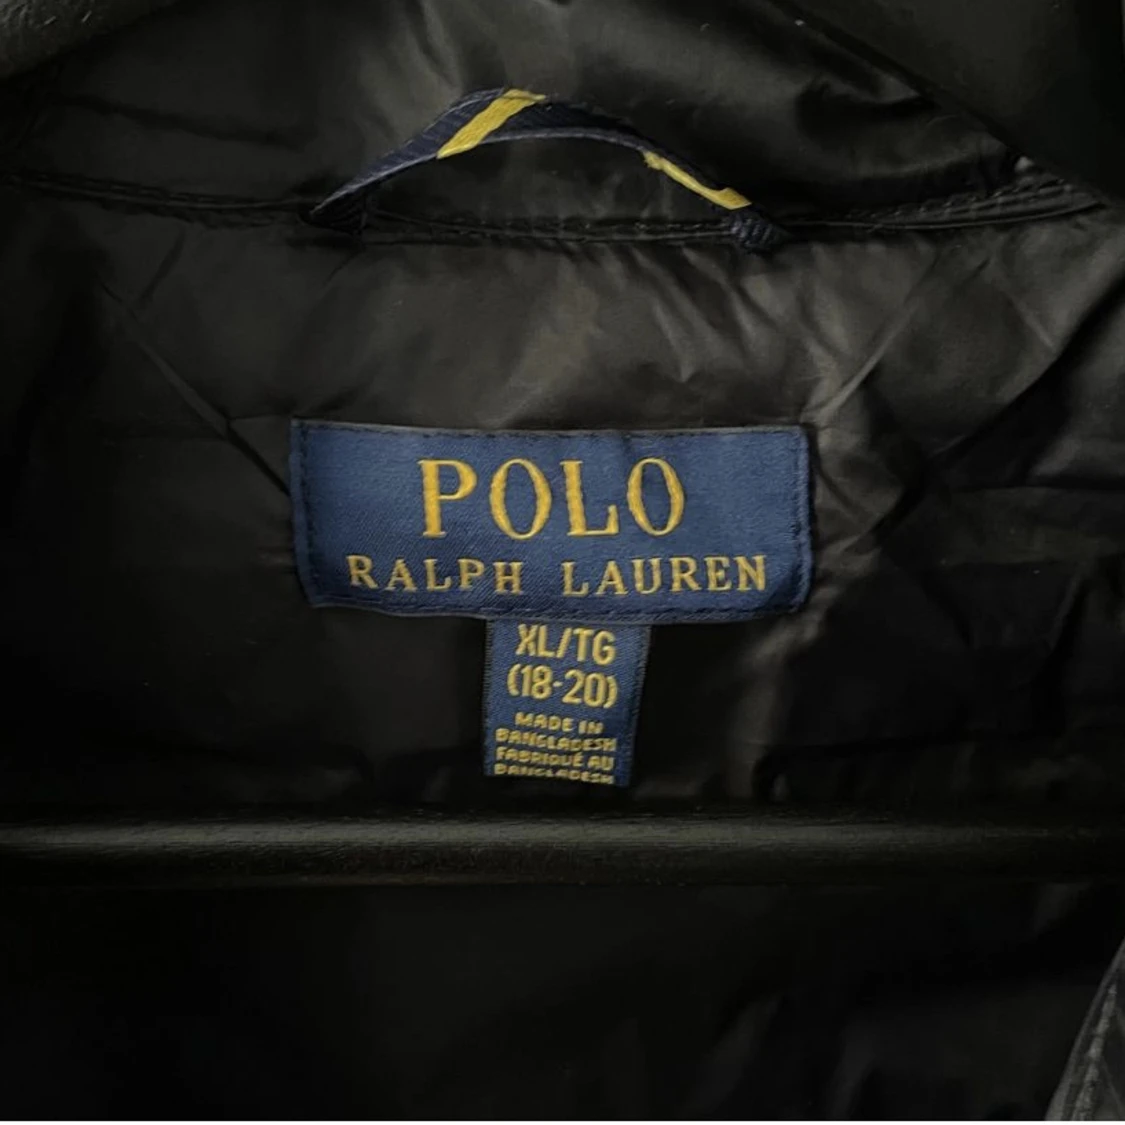 POLO
RALPH LAUREN
XL/TG
(18-20)
MADE IN
BANGLADESH
FABRIQUÉ AU
BANGLADESH